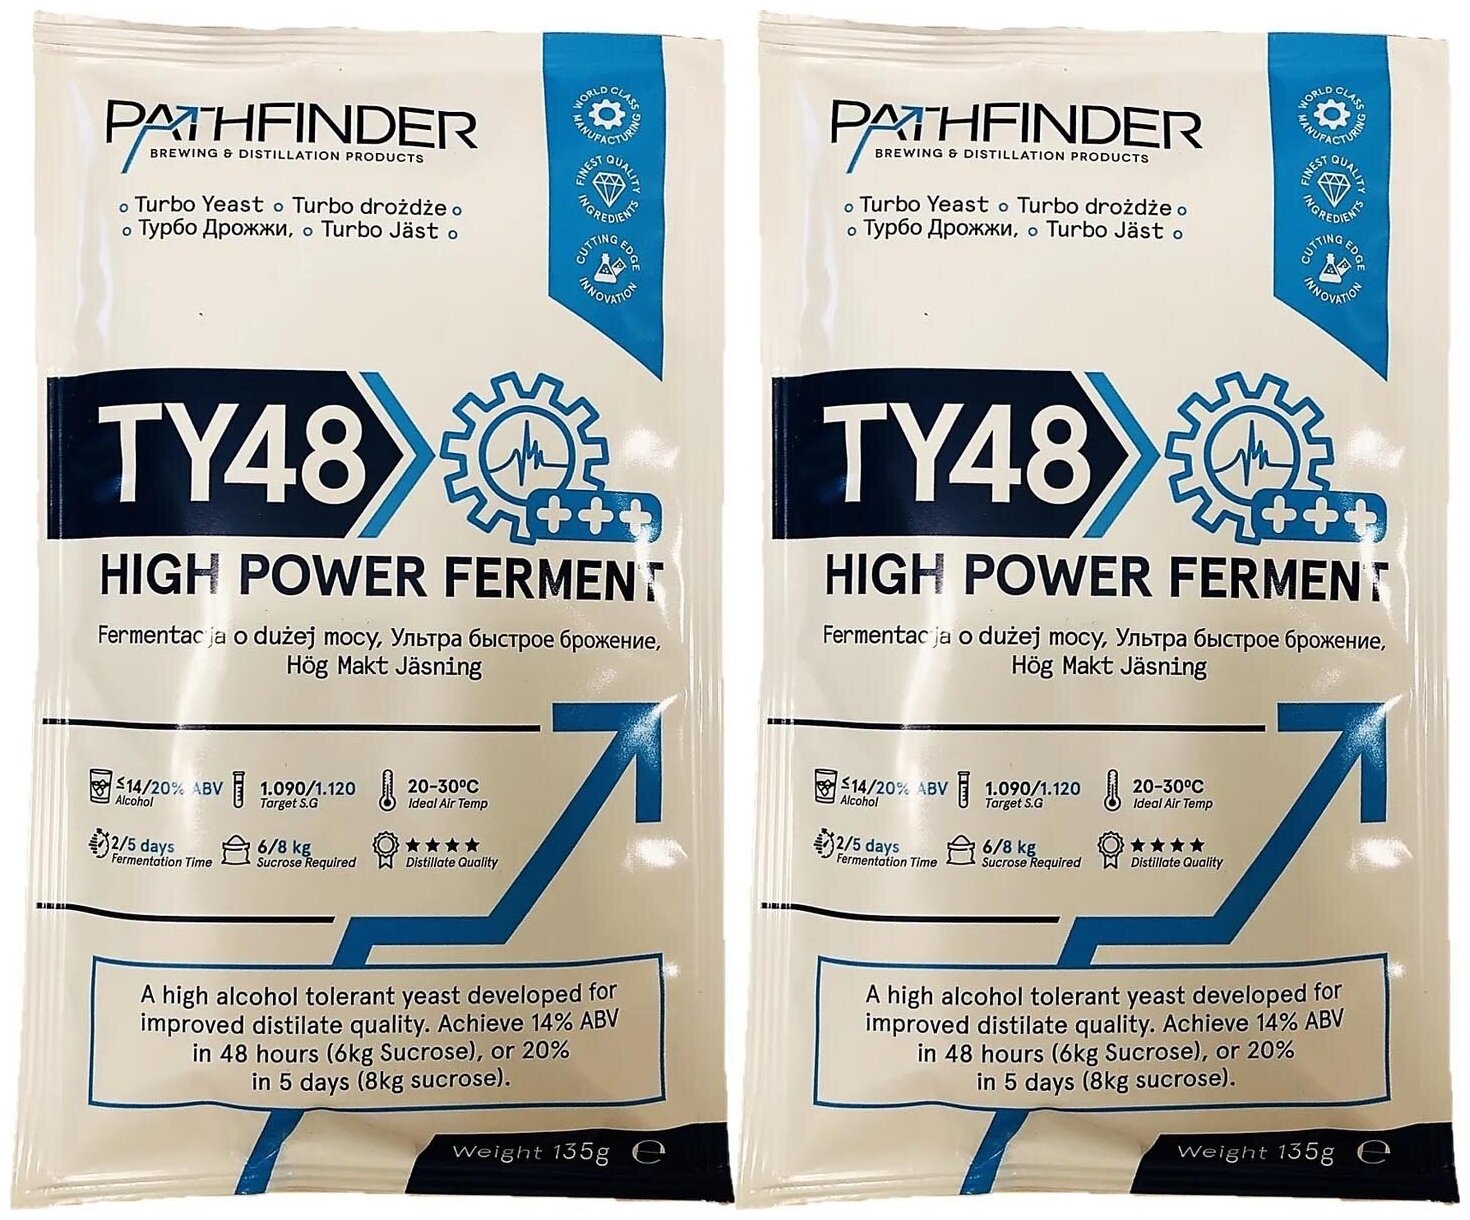 PATHFINDER
BREWING & DISTILLATION PRODUCTS
WORLD CLASS
MANUFACTURING
FINEST QUALITY
INGREDIENTS
CUTTING EDGE
INNOVATION
Turbo Yeast Turbo drożdże
Турбо Дрожжи, Turbo Jäst
TY48
+++
HIGH POWER FERMENT
Fermentacja o dużej mocy, Ультра быстрое брожение,
Hög Makt Jäsning
≤14/20% ABV 1.090/1.120 20-30ºC
Alcohol Target S.G Ideal Air Temp
2/5 days 6/8 kg ★★★★
Fermentation Time Sucrose Required Distillate Quality
A high alcohol tolerant yeast developed for
improved distilate quality. Achieve 14% ABV
in 48 hours (6kg Sucrose), or 20%
in 5 days (8kg sucrose).
Weight 135g ℮
PATHFINDER
BREWING & DISTILLATION PRODUCTS
WORLD CLASS
MANUFACTURING
FINEST QUALITY
INGREDIENTS
CUTTING EDGE
INNOVATION
Turbo Yeast Turbo drożdże
Турбо Дрожжи, Turbo Jäst
TY48
+++
HIGH POWER FERMENT
Fermentacja o dużej mocy, Ультра быстрое брожение,
Hög Makt Jäsning
≤14/20% ABV 1.090/1.120 20-30ºC
Alcohol Target S.G Ideal Air Temp
2/5 days 6/8 kg ★★★★
Fermentation Time Sucrose Required Distillate Quality
A high alcohol tolerant yeast developed for
improved distilate quality. Achieve 14% ABV
in 48 hours (6kg Sucrose), or 20%
in 5 days (8kg sucrose).
Weight 135g ℮